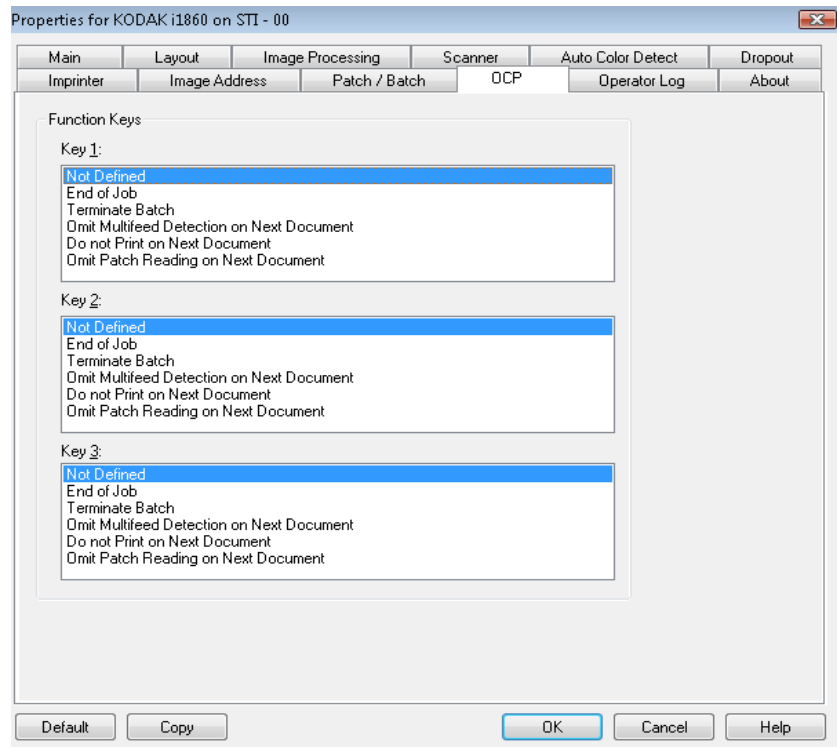 Properties for KODAK i1860 on STI - 00
Main Layout Image Processing Scanner Auto Color Detect Dropout
Imprinter Image Address Patch / Batch OCP Operator Log About
Function Keys
Key 1:
Not Defined
End of Job
Terminate Batch
Omit Multifeed Detection on Next Document
Do not Print on Next Document
Omit Patch Reading on Next Document
Key 2:
Not Defined
End of Job
Terminate Batch
Omit Multifeed Detection on Next Document
Do not Print on Next Document
Omit Patch Reading on Next Document
Key 3:
Not Defined
End of Job
Terminate Batch
Omit Multifeed Detection on Next Document
Do not Print on Next Document
Omit Patch Reading on Next Document
Default Copy OK Cancel Help